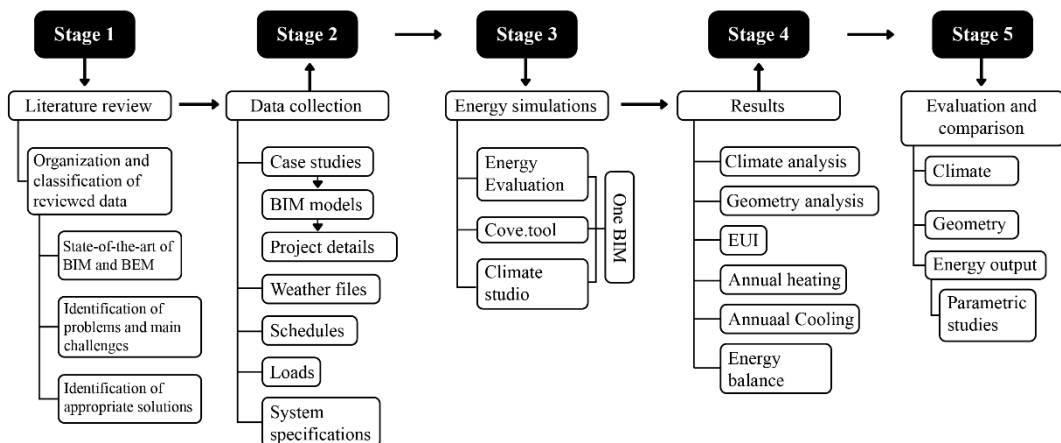 Stage 1
Stage 2
Stage 3
Stage 4
Stage 5
Literature review
Data collection
Energy simulations
Results
Evaluation and
comparison
Organization and
classification of
reviewed data
State-of-the-art of
BIM and BEM
Identification of
problems and main
challenges
Identification of
appropriate solutions
Case studies
BIM models
Project details
Weather files
Schedules
Loads
System
specifications
Energy
Evaluation
Cove.tool
Climate
studio
One BIM
Climate analysis
Geometry analysis
EUI
Annual heating
Annuaal Cooling
Energy
balance
Climate
Geometry
Energy output
Parametric
studies